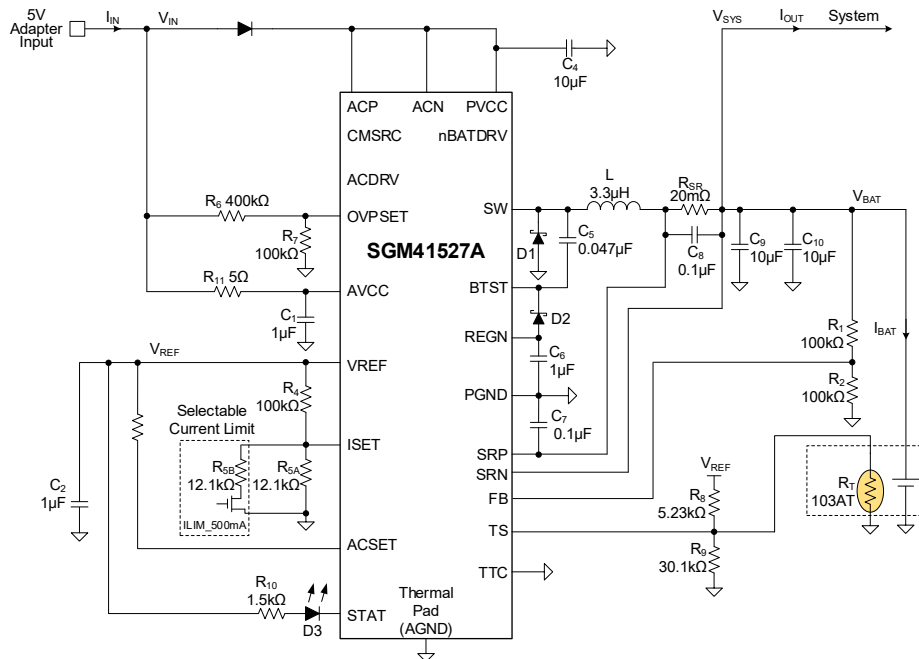 5V
Adapter
Input
I_IN
V_IN
V_SYS
I_OUT
System
C4
10µF
ACP
ACN
PVCC
CMSRC
nBATDRV
ACDRV
R6 400kΩ
OVPSET
R7
100kΩ
SGM41527A
SW
L
3.3µH
RSR
20mΩ
V_BAT
D1
C5
0.047µF
C8
0.1µF
C9
10µF
C10
10µF
R11 5Ω
AVCC
C1
1µF
BTST
D2
REGN
C6
1µF
R1
100kΩ
I_BAT
V_REF
VREF
R4
100kΩ
PGND
C7
0.1µF
R2
100kΩ
Selectable
Current Limit
ISET
R5B
12.1kΩ
R5A
12.1kΩ
ILIM_500mA
SRP
SRN
FB
V_REF
R8
5.23kΩ
RT
103AT
C2
1µF
ACSET
TS
R9
30.1kΩ
TTC
R10
1.5kΩ
D3
STAT
Thermal
Pad
(AGND)